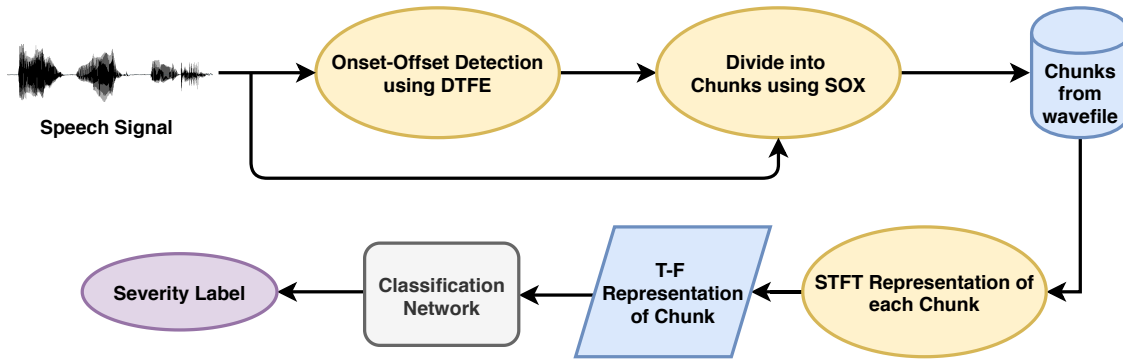 Speech Signal
Onset-Offset Detection
using DTFE
Divide into
Chunks using SOX
Chunks
from
wavefile
STFT Representation of
each Chunk
T-F
Representation
of Chunk
Classification
Network
Severity Label